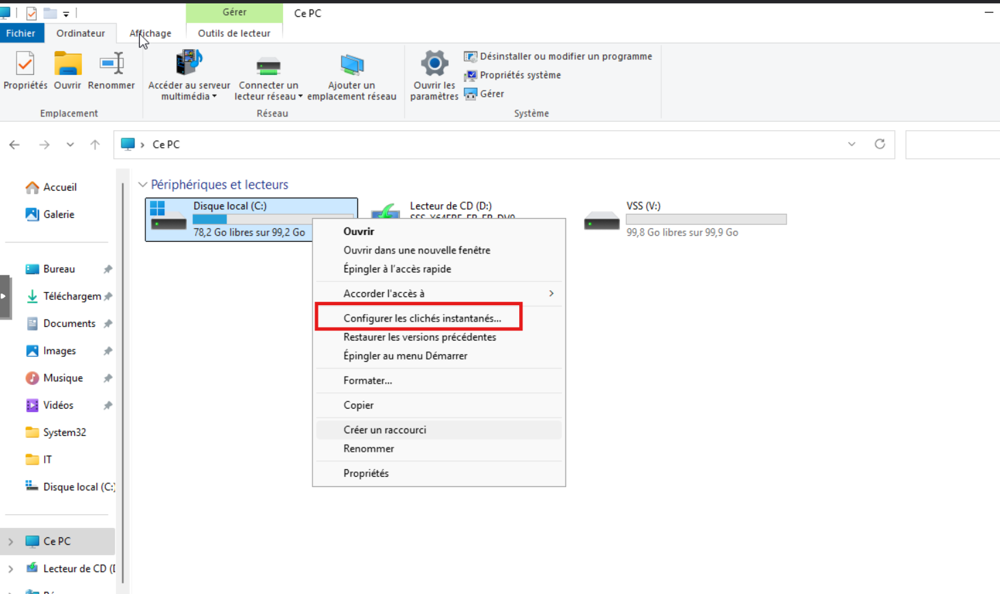 Gérer
Ce PC
Fichier
Ordinateur
Affichage
Outils de lecteur
Propriétés
Ouvrir
Renommer
Accéder au serveur
multimédia
Connecter un
lecteur réseau
Ajouter un
emplacement réseau
Ouvrir les
paramètres
Désinstaller ou modifier un programme
Propriétés système
Gérer
Emplacement
Réseau
Système
Ce PC
Accueil
Galerie
Bureau
Téléchargem
Documents
Images
Musique
Vidéos
System32
IT
Disque local (C:)
Ce PC
Lecteur de CD (D
Périphériques et lecteurs
Disque local (C:)
78,2 Go libres sur 99,2 Go
Lecteur de CD (D:)
VSS (V:)
99,8 Go libres sur 99,9 Go
Ouvrir
Ouvrir dans une nouvelle fenêtre
Épingler à l'accès rapide
Accorder l'accès à
Configurer les clichés instantanés...
Restaurer les versions précédentes
Épingler au menu Démarrer
Formater...
Copier
Créer un raccourci
Renommer
Propriétés